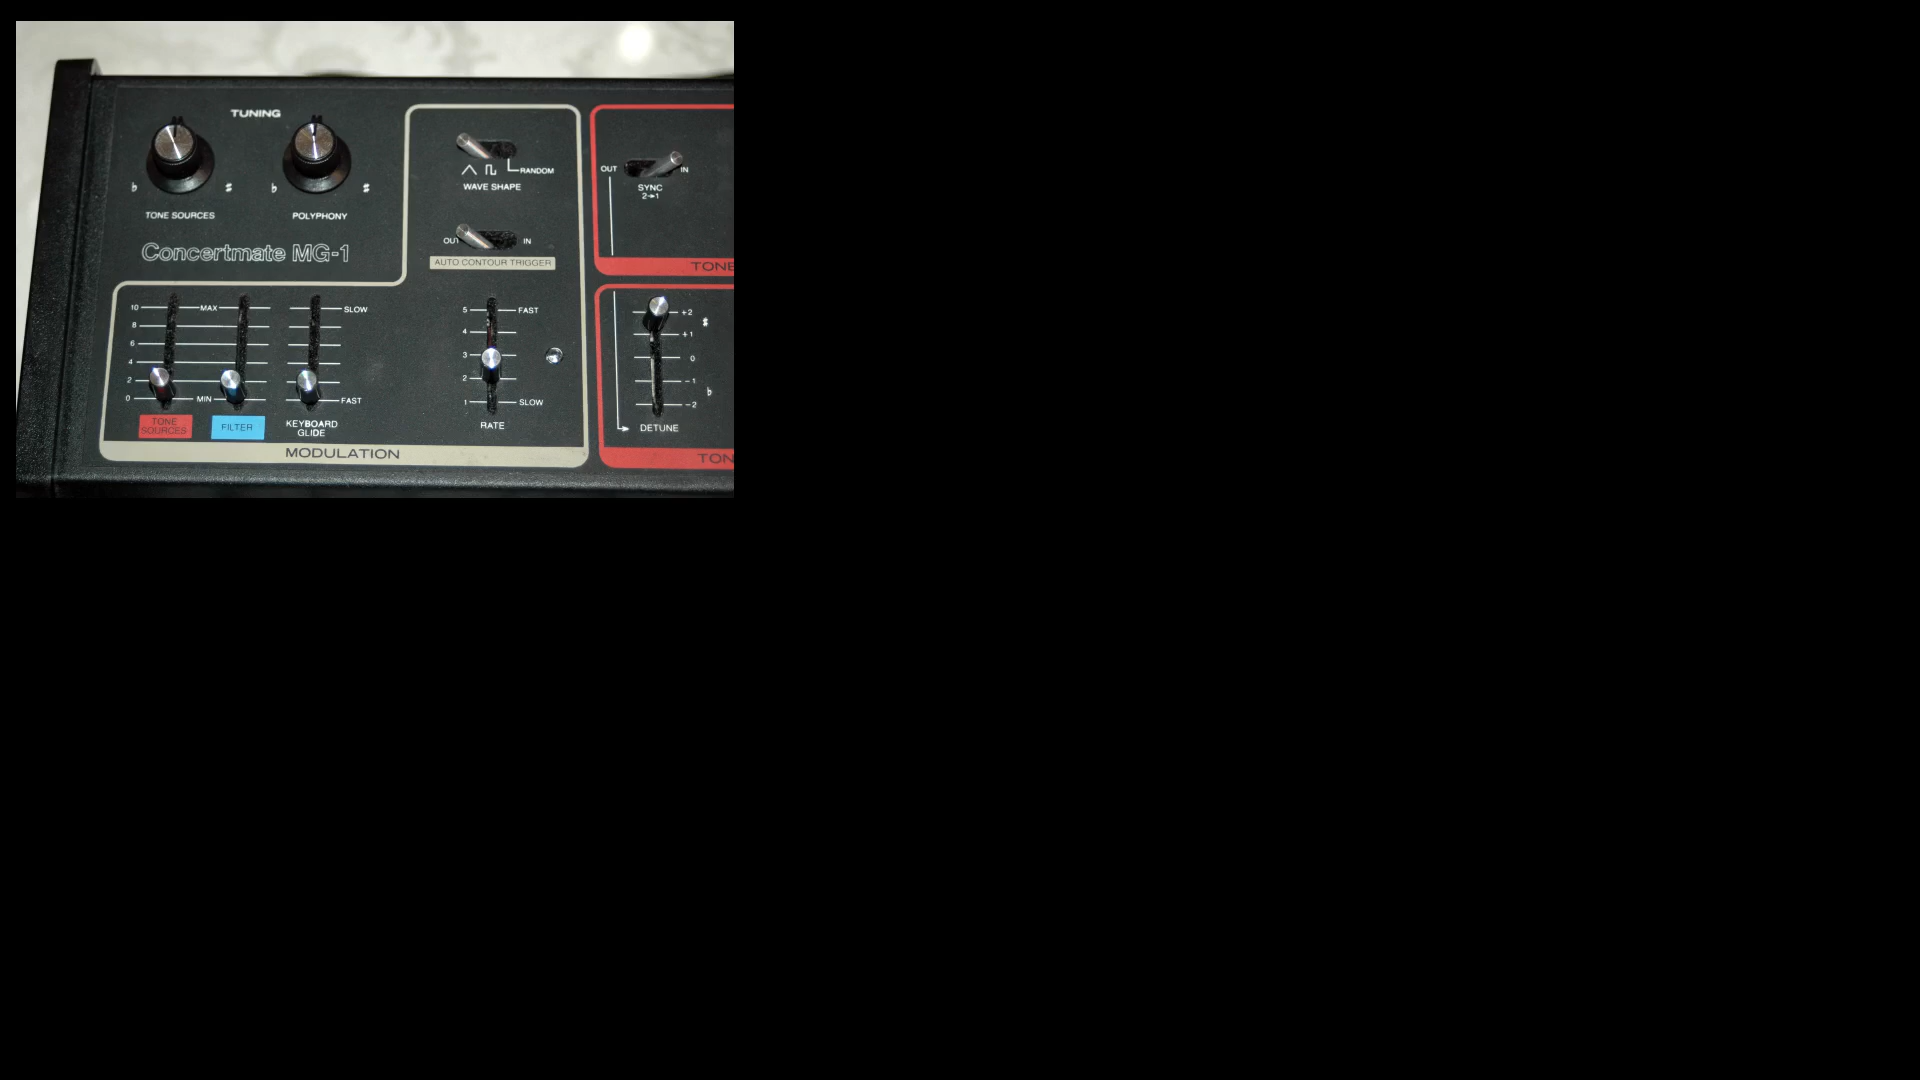 TUNING
♭ ♯ ♭ ♯
TONE SOURCES POLYPHONY
Concertmate MG-1
RANDOM
WAVE SHAPE
OUT IN
AUTO CONTOUR TRIGGER
10 MAX SLOW
8
6
4
2
0 MIN FAST
TONE
SOURCES
FILTER
KEYBOARD
GLIDE
5 FAST
4
3
2
1 SLOW
RATE
MODULATION
OUT IN
SYNC
2→1
TONE
+2 ♯
+1
0
-1 ♭
-2
DETUNE
TON